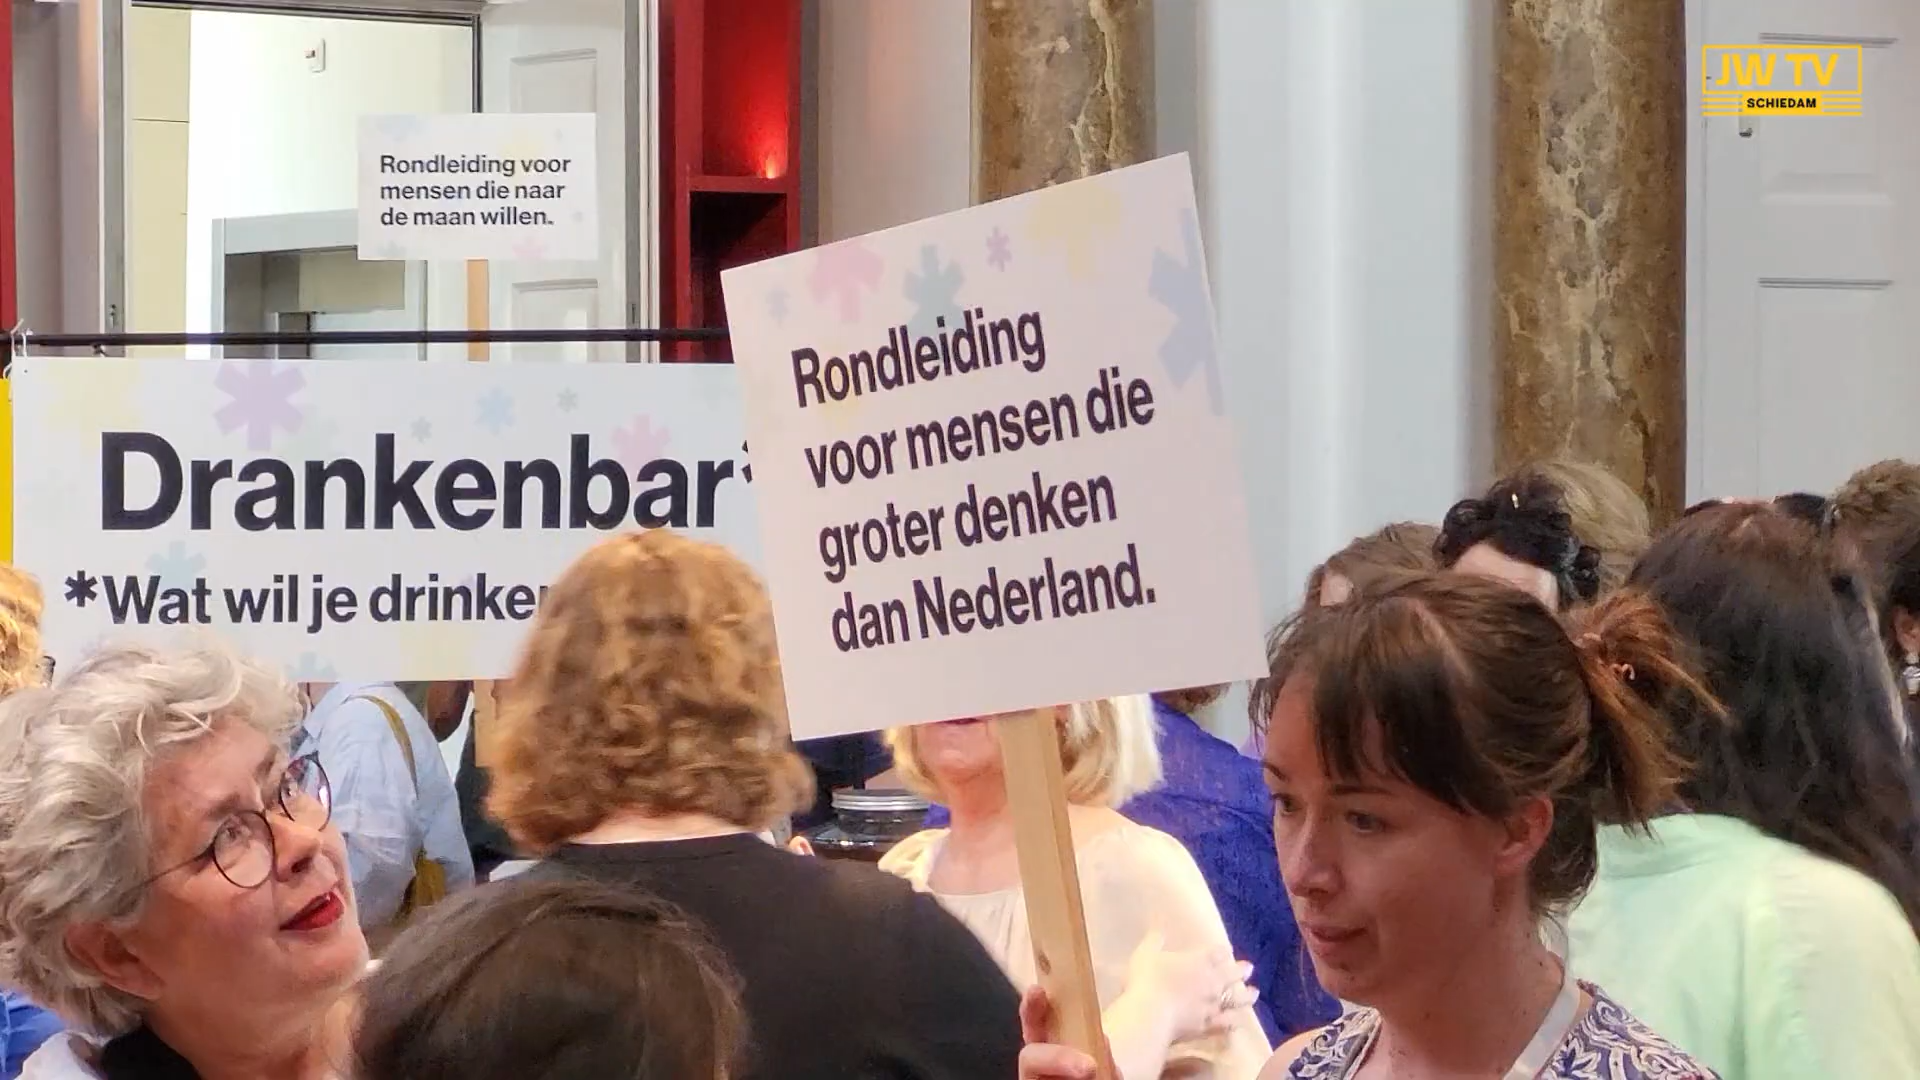 JW TV
SCHIEDAM
Rondleiding voor
mensen die naar
de maan willen.
Drankenbar*
*Wat wil je
Rondleiding
voor mensen die
groter denken
dan Nederland.